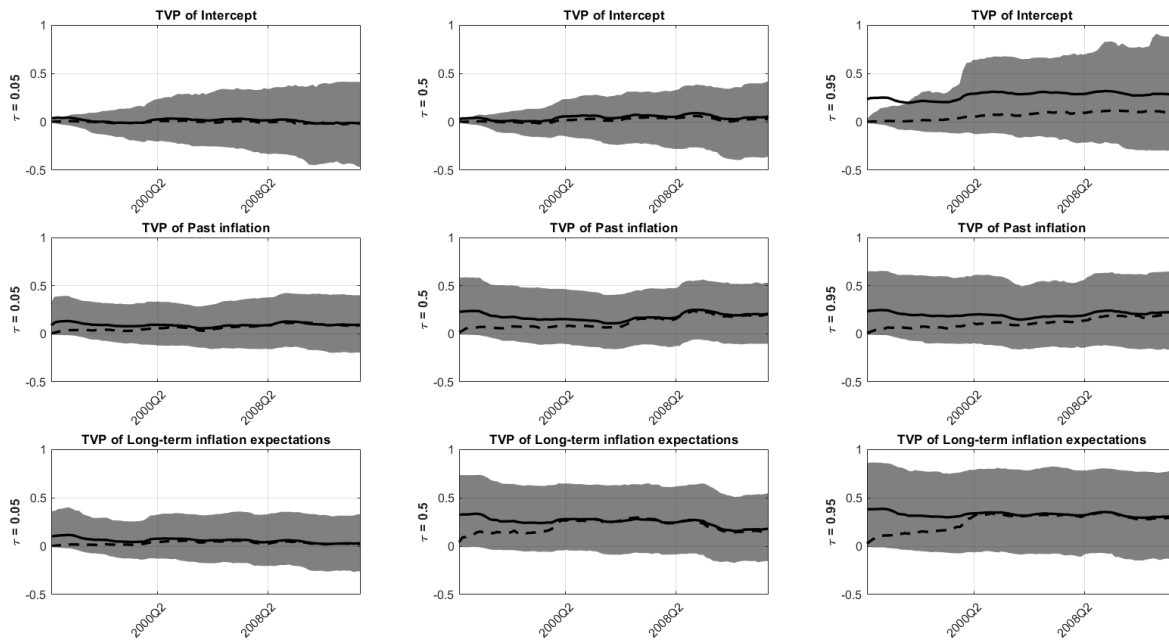 TVP of Intercept
1
0.5
0
-0.5
τ = 0.05
2000Q2
2008Q2
TVP of Intercept
1
0.5
0
-0.5
τ = 0.5
2000Q2
2008Q2
TVP of Intercept
1
0.5
0
-0.5
τ = 0.95
2000Q2
2008Q2
TVP of Past inflation
1
0.5
0
-0.5
τ = 0.05
2000Q2
2008Q2
TVP of Past inflation
1
0.5
0
-0.5
τ = 0.5
2000Q2
2008Q2
TVP of Past inflation
1
0.5
0
-0.5
τ = 0.95
2000Q2
2008Q2
TVP of Long-term inflation expectations
1
0.5
0
-0.5
τ = 0.05
2000Q2
2008Q2
TVP of Long-term inflation expectations
1
0.5
0
-0.5
τ = 0.5
2000Q2
2008Q2
TVP of Long-term inflation expectations
1
0.5
0
-0.5
τ = 0.95
2000Q2
2008Q2